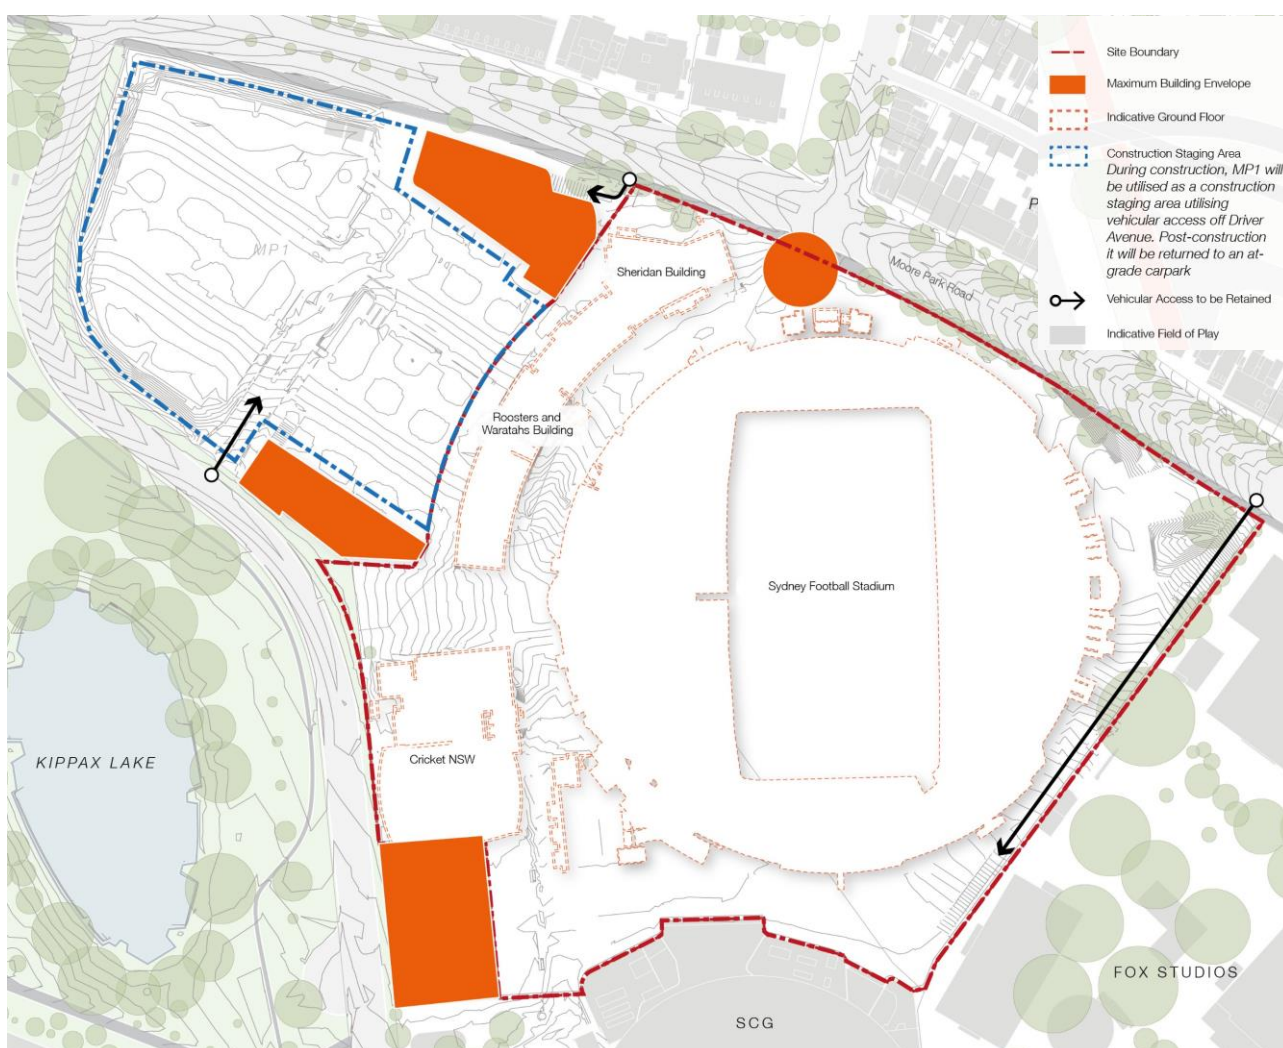 Site Boundary
Maximum Building Envelope
Indicative Ground Floor
Construction Staging Area
During construction, MP1 will
be utilised as a construction
staging area utilising
vehicular access off Driver
Avenue. Post-construction
it will be returned to an at-
grade carpark
Vehicular Access to be Retained
Indicative Field of Play
P
MP1
Sheridan Building
Moore Park Road
Roosters and
Waratahs Building
Sydney Football Stadium
Cricket NSW
KIPPAX LAKE
FOX STUDIOS
SCG